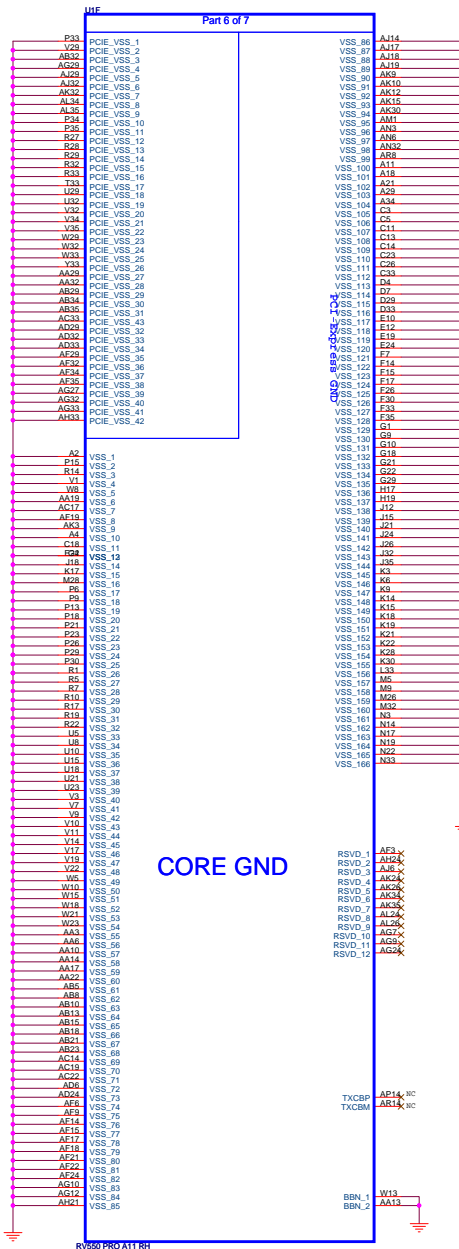 U1F
Part 6 of 7
P33 PCIE_VSS_1
V29 PCIE_VSS_2
AB32 PCIE_VSS_3
AG29 PCIE_VSS_4
AJ29 PCIE_VSS_5
AJ32 PCIE_VSS_6
AK32 PCIE_VSS_7
AL34 PCIE_VSS_8
AL35 PCIE_VSS_9
P34 PCIE_VSS_10
P35 PCIE_VSS_11
R27 PCIE_VSS_12
R28 PCIE_VSS_13
R29 PCIE_VSS_14
R32 PCIE_VSS_15
R33 PCIE_VSS_16
T33 PCIE_VSS_17
U29 PCIE_VSS_18
U32 PCIE_VSS_19
V32 PCIE_VSS_20
V34 PCIE_VSS_21
V35 PCIE_VSS_22
W29 PCIE_VSS_23
W32 PCIE_VSS_24
W33 PCIE_VSS_25
Y33 PCIE_VSS_26
AA29 PCIE_VSS_27
AA32 PCIE_VSS_28
AB29 PCIE_VSS_29
AB34 PCIE_VSS_30
AB35 PCIE_VSS_31
AC33 PCIE_VSS_43
AD29 PCIE_VSS_32
AD32 PCIE_VSS_33
AD33 PCIE_VSS_34
AF29 PCIE_VSS_35
AF32 PCIE_VSS_36
AF34 PCIE_VSS_37
AF35 PCIE_VSS_38
AG27 PCIE_VSS_39
AG32 PCIE_VSS_40
AG33 PCIE_VSS_41
AH33 PCIE_VSS_42
A2 VSS_1
P15 VSS_2
R14 VSS_3
V1 VSS_4
W8 VSS_5
AA19 VSS_6
AC17 VSS_7
AF19 VSS_8
AK3 VSS_9
A4 VSS_10
C18 VSS_11
J18 VSS_14
K17 VSS_15
M28 VSS_16
P6 VSS_17
P9 VSS_18
P13 VSS_19
P18 VSS_20
P21 VSS_21
P23 VSS_22
P26 VSS_23
P29 VSS_24
P30 VSS_25
R1 VSS_26
R5 VSS_27
R7 VSS_28
R10 VSS_29
R17 VSS_30
R19 VSS_31
R22 VSS_32
U5 VSS_33
U8 VSS_34
U10 VSS_35
U15 VSS_36
U18 VSS_37
U21 VSS_38
U23 VSS_39
V3 VSS_40
V7 VSS_41
V9 VSS_42
V10 VSS_43
V11 VSS_44
V14 VSS_45
V17 VSS_46
V19 VSS_47
V22 VSS_48
W5 VSS_49
W10 VSS_50
W15 VSS_51
W18 VSS_52
W21 VSS_53
W23 VSS_54
AA3 VSS_55
AA6 VSS_56
AA10 VSS_57
AA14 VSS_58
AA17 VSS_59
AA22 VSS_60
AB5 VSS_61
AB8 VSS_62
AB10 VSS_63
AB13 VSS_64
AB15 VSS_65
AB18 VSS_66
AB21 VSS_67
AB23 VSS_68
AC14 VSS_69
AC19 VSS_70
AC22 VSS_71
AD6 VSS_72
AD24 VSS_73
AF6 VSS_74
AF9 VSS_75
AF14 VSS_76
AF15 VSS_77
AF17 VSS_78
AF18 VSS_79
AF21 VSS_80
AF22 VSS_81
AF24 VSS_82
AG10 VSS_83
AG12 VSS_84
AH21 VSS_85
PCI-Express GND
CORE GND
VSS_86 AJ14
VSS_87 AJ17
VSS_88 AJ18
VSS_89 AJ19
VSS_90 AK9
VSS_91 AK10
VSS_92 AK12
VSS_93 AK15
VSS_94 AK30
VSS_95 AM1
VSS_96 AN3
VSS_97 AN6
VSS_98 AN32
VSS_99 AR8
VSS_100 A11
VSS_101 A18
VSS_102 A21
VSS_103 A29
VSS_104 A34
VSS_105 C3
VSS_106 C5
VSS_107 C11
VSS_108 C13
VSS_109 C14
VSS_110 C23
VSS_111 C26
VSS_112 C33
VSS_113 D4
VSS_114 D7
VSS_115 D29
VSS_116 D33
VSS_117 E10
VSS_118 E12
VSS_119 E19
VSS_120 E24
VSS_121 F7
VSS_122 F14
VSS_123 F15
VSS_124 F17
VSS_125 F26
VSS_126 F30
VSS_127 F33
VSS_128 F35
VSS_129 G1
VSS_130 G9
VSS_131 G10
VSS_132 G18
VSS_133 G21
VSS_134 G22
VSS_135 G29
VSS_136 H17
VSS_137 H19
VSS_138 J12
VSS_139 J15
VSS_140 J21
VSS_141 J24
VSS_142 J26
VSS_143 J32
VSS_144 J35
VSS_145 K3
VSS_146 K6
VSS_147 K9
VSS_148 K14
VSS_149 K15
VSS_150 K18
VSS_151 K19
VSS_152 K21
VSS_153 K22
VSS_154 K28
VSS_155 K30
VSS_156 L33
VSS_157 M5
VSS_158 M9
VSS_159 M26
VSS_160 M32
VSS_161 N3
VSS_162 N14
VSS_163 N17
VSS_164 N19
VSS_165 N22
VSS_166 N33
RSVD_1 AF3
RSVD_2 AH24
RSVD_3 AJ6
RSVD_4 AK24
RSVD_5 AK26
RSVD_6 AK34
RSVD_7 AK35
RSVD_8 AL24
RSVD_9 AL26
RSVD_10 AG7
RSVD_11 AG9
RSVD_12 AG24
TXCBP AP14 NC
TXCBM AR14 NC
BBN_1 W13
BBN_2 AA13
RV550 PRO A11 RH